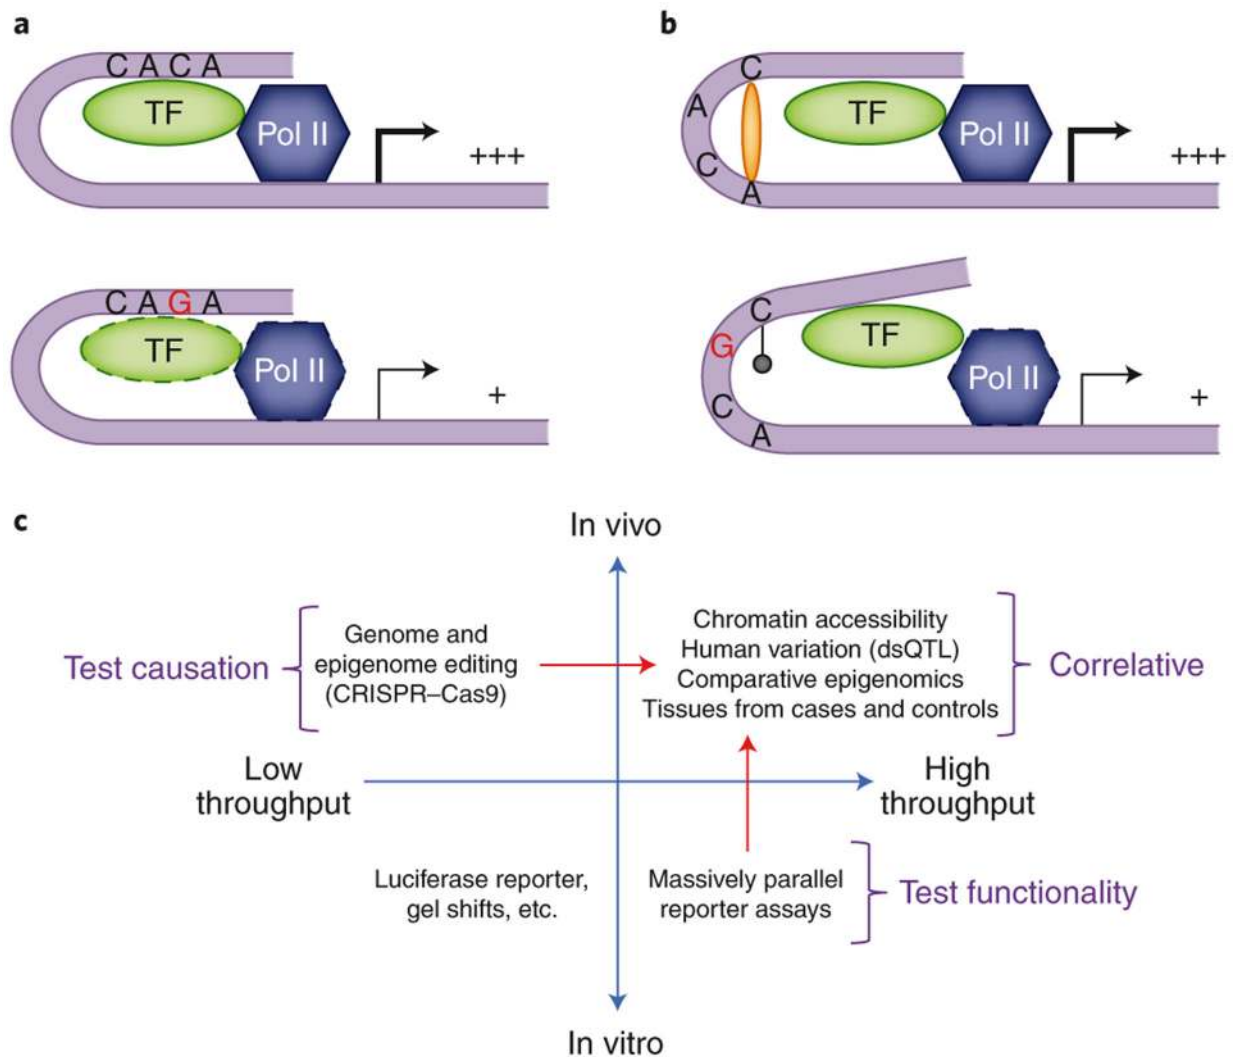 a
C A C A
TF
Pol II
+++
C A G A
TF
Pol II
+
b
C
A
C
A
TF
Pol II
+++
C
G
C
A
TF
Pol II
+
c
In vivo
Test causation
Genome and
epigenome editing
(CRISPR–Cas9)
Chromatin accessibility
Human variation (dsQTL)
Comparative epigenomics
Tissues from cases and controls
Correlative
Low
throughput
High
throughput
Luciferase reporter,
gel shifts, etc.
Massively parallel
reporter assays
Test functionality
In vitro